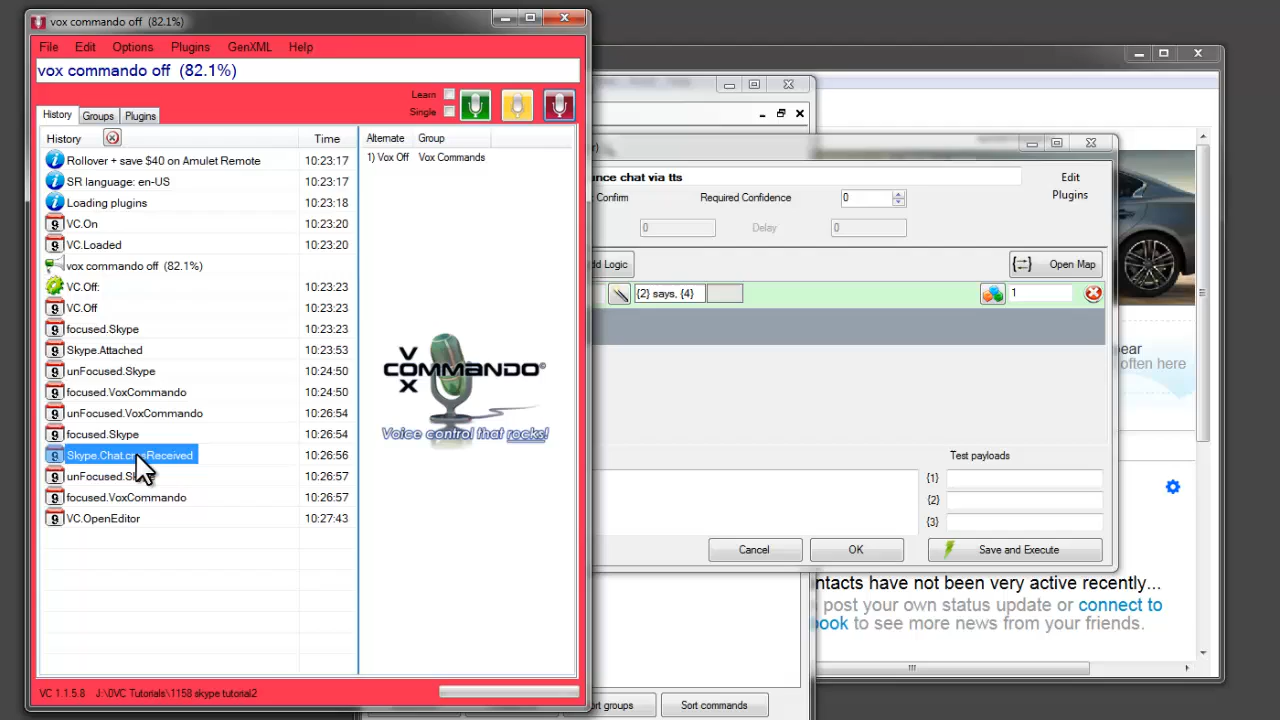 vox commando off (82.1%)
File Edit Options Plugins GenXML Help
vox commando off (82.1%)
Learn
Single
History Groups Plugins
History Time
Rollover + save $40 on Amulet Remote 10:23:17
SR language: en-US 10:23:17
Loading plugins 10:23:18
VC.On 10:23:20
VC.Loaded 10:23:20
vox commando off (82.1%)
VC.Off: 10:23:23
VC.Off 10:23:23
focused.Skype 10:23:23
Skype.Attached 10:23:53
unFocused.Skype 10:24:50
focused.VoxCommando 10:24:50
unFocused.VoxCommando 10:26:54
focused.Skype 10:26:54
10:26:56
10:26:57
focused.VoxCommando 10:26:57
VC.OpenEditor 10:27:43
Alternate Group
1) Vox Off Vox Commands
VOX COMMANDO
Voice control that rocks!
VC 1.1.5.8 J:\DVC Tutorials\1158 skype tutorial2
nce chat via tts
Edit
Plugins
Confirm Required Confidence 0
0 Delay 0
Logic
Open Map
{2} says, {4} 1
Test payloads
{1}
{2}
{3}
Cancel OK Save and Execute
Sort commands
groups
often here
have not been very active recently...
post your own status update or connect to
to see more news from your friends.